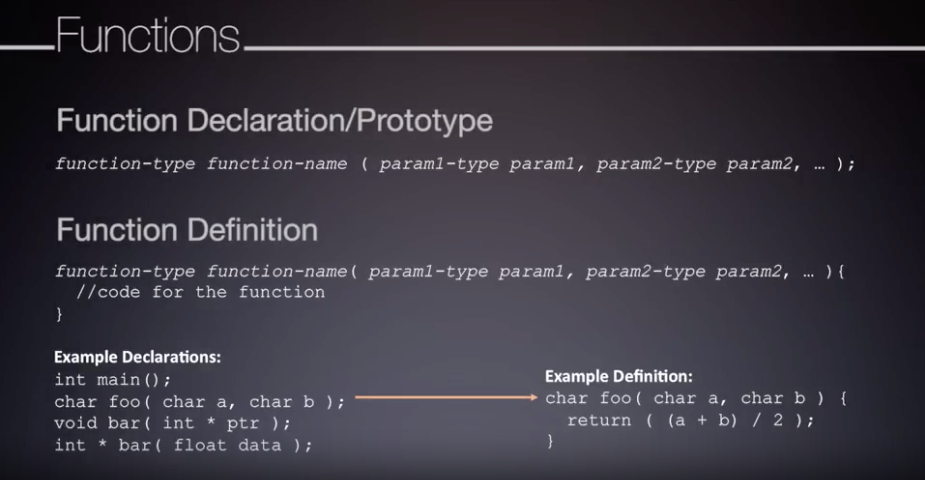 Functions
Function Declaration/Prototype
function-type function-name ( param1-type param1, param2-type param2, … );
Function Definition
function-type function-name( param1-type param1, param2-type param2, … ){
//code for the function
}
Example Declarations:
int main();
char foo( char a, char b );
void bar( int * ptr );
int * bar( float data );
Example Definition:
char foo( char a, char b ) {
return ( (a + b) / 2 );
}